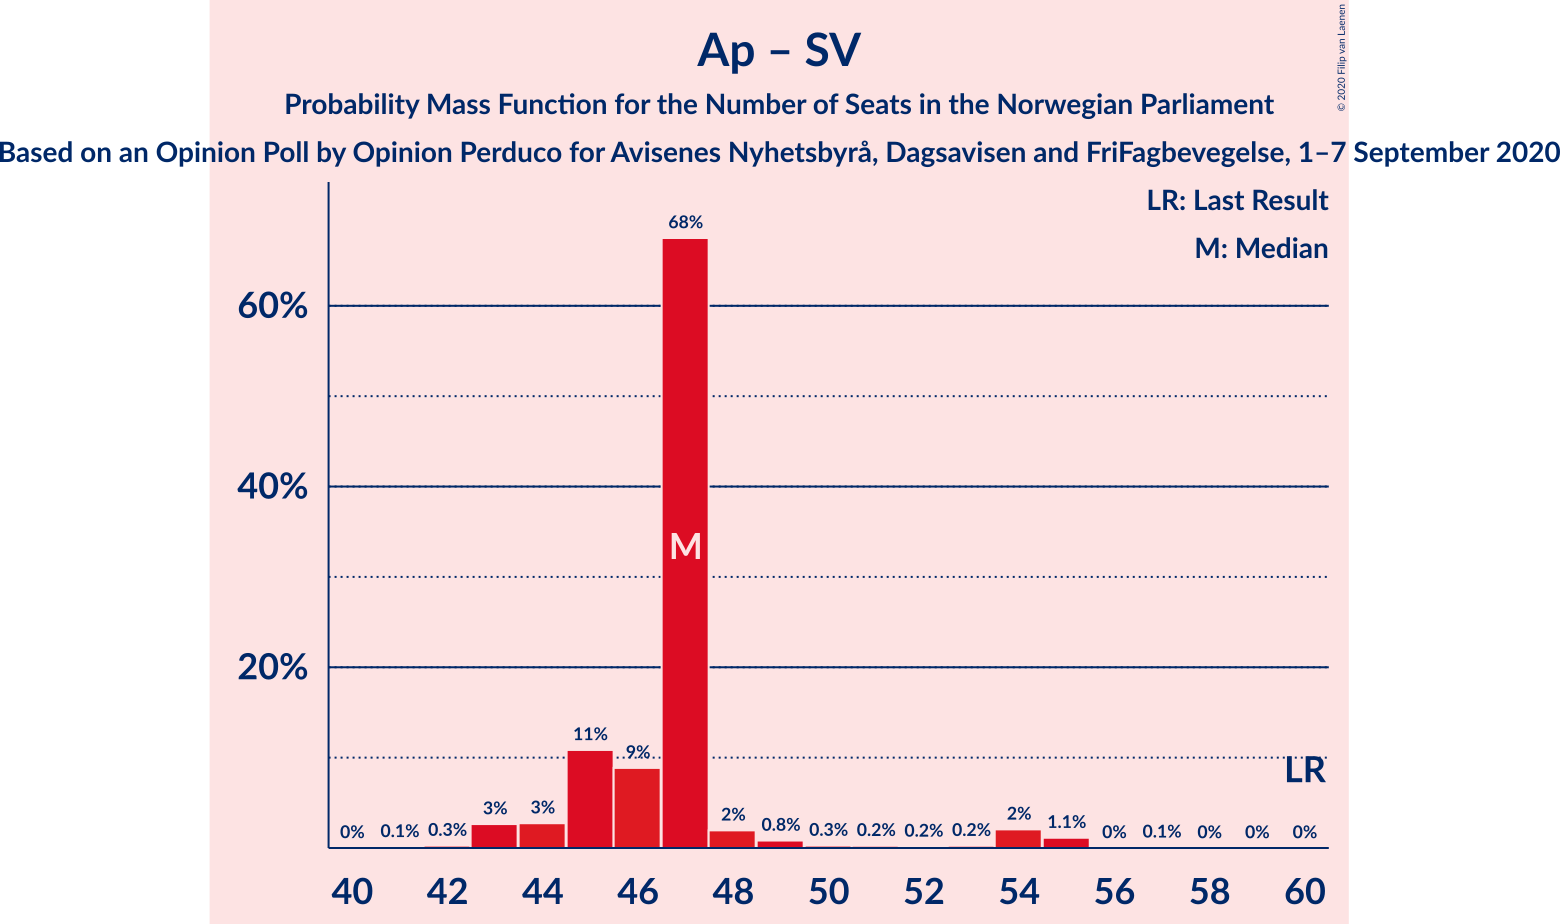 Ap – SV
Probability Mass Function for the Number of Seats in the Norwegian Parliament
Based on an Opinion Poll by Opinion Perduco for Avisenes Nyhetsbyrå, Dagsavisen and FriFagbevegelse, 1–7 September 2020
© 2020 Filip van Laenen
LR: Last Result
M: Median
60%
40%
20%
0% 0.1% 0.3% 3% 3% 11% 9% 68% 2% 0.8% 0.3% 0.2% 0.2% 0.2% 2% 1.1% 0% 0.1% 0% 0% 0%
M
LR
40 42 44 46 48 50 52 54 56 58 60